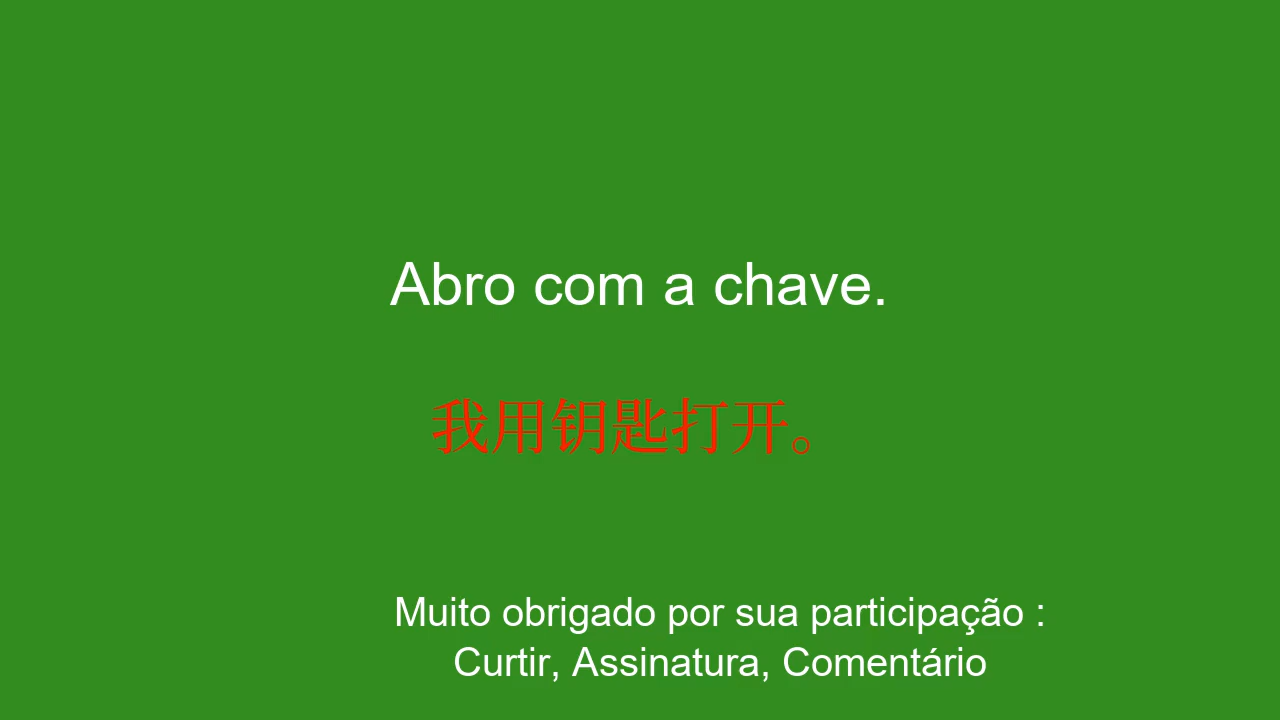 Abro com a chave.
我用钥匙打开。
Muito obrigado por sua participação :
Curtir, Assinatura, Comentário